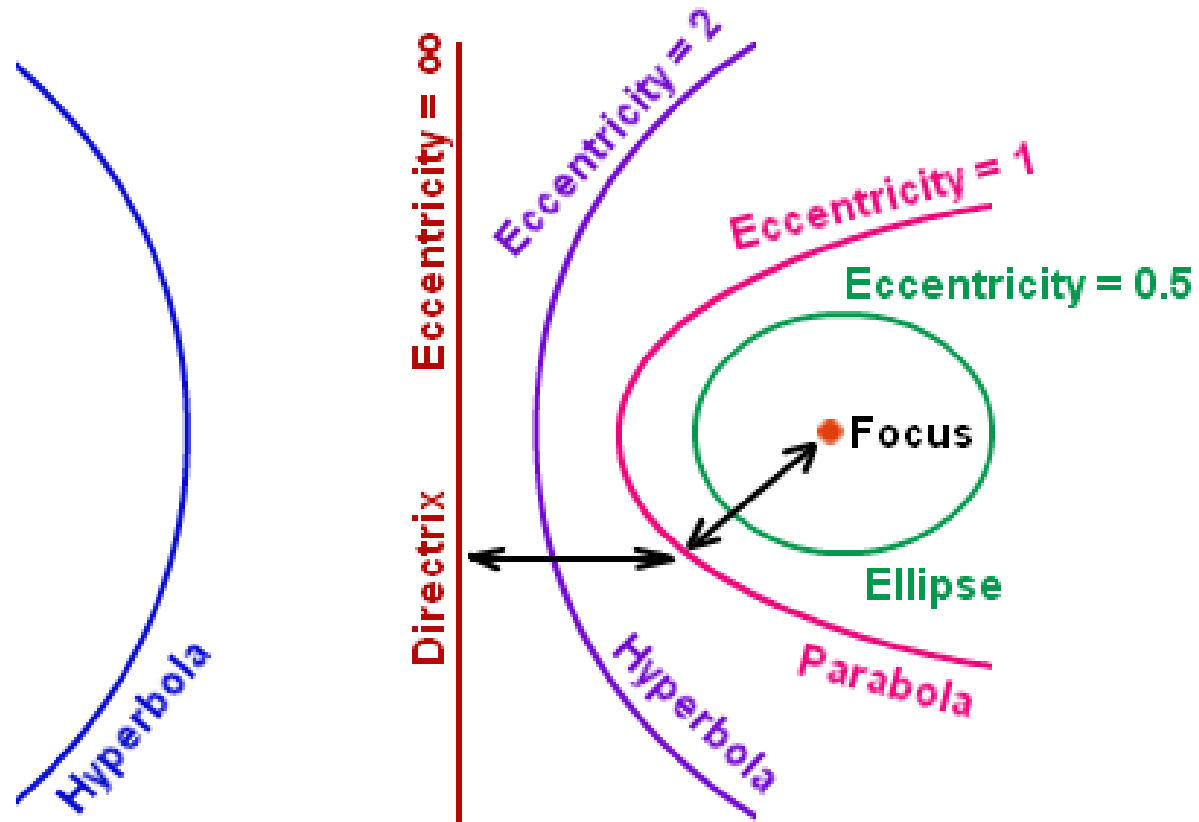 Eccentricity = ∞
Directrix
Eccentricity = 2
Eccentricity = 1
Eccentricity = 0.5
Focus
Ellipse
Parabola
Hyperbola
Hyperbola